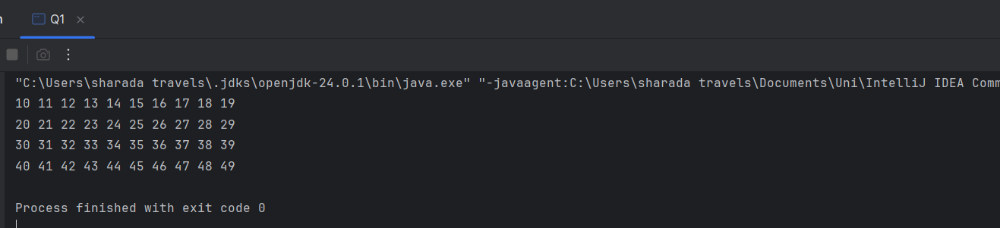 Q1
"C:\Users\sharada travels\.jdks\openjdk-24.0.1\bin\java.exe" "-javaagent:C:\Users\sharada travels\Documents\Uni\IntelliJ IDEA Comm
10 11 12 13 14 15 16 17 18 19
20 21 22 23 24 25 26 27 28 29
30 31 32 33 34 35 36 37 38 39
40 41 42 43 44 45 46 47 48 49
Process finished with exit code 0